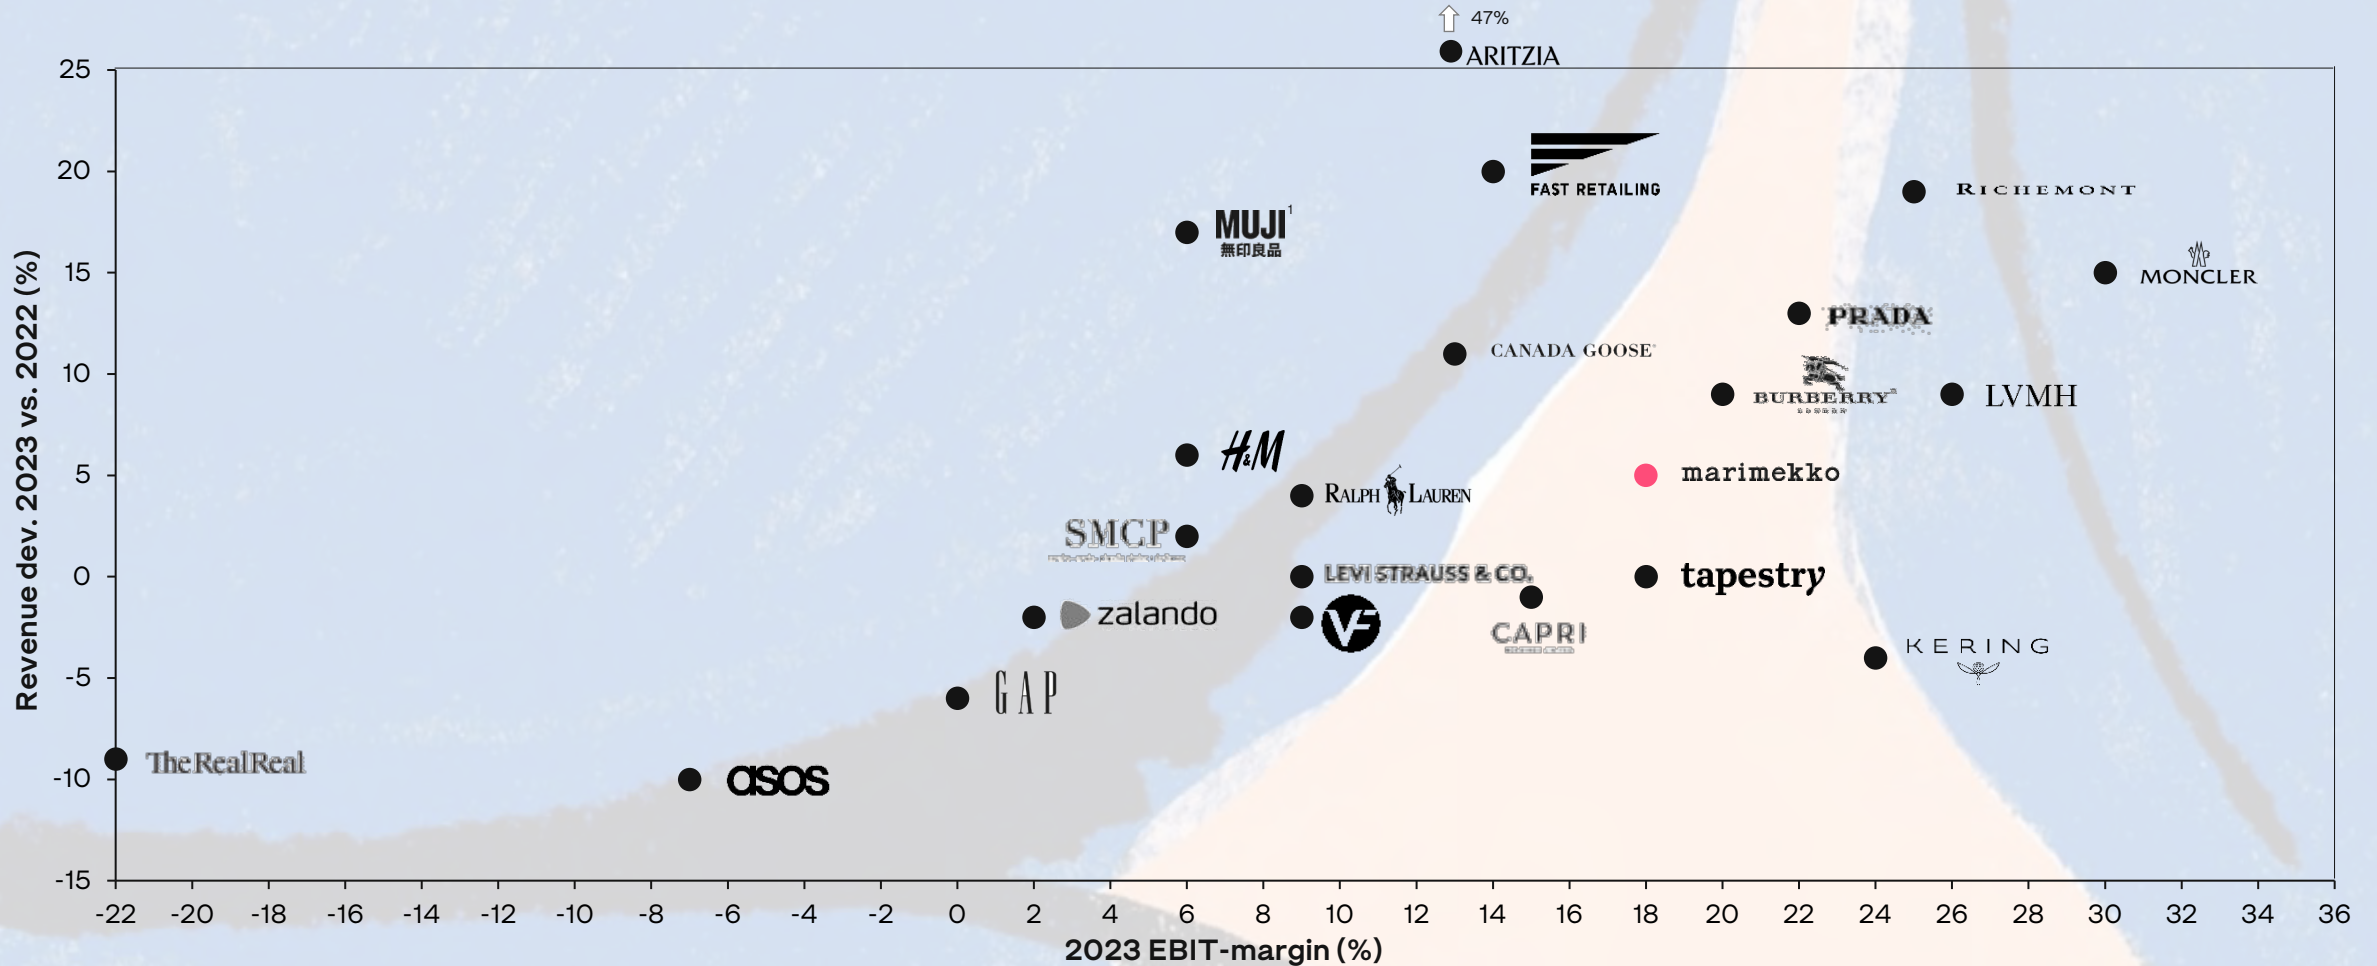 47%
ARITZIA
25
FAST RETAILING
20
RICHEMONT
MUJI1
無印良品
15
MONCLER
PRADA
CANADA GOOSE
10
BURBERRY
LVMH
H&M
5
marimekko
RALPH LAUREN
SMCP
0
LEVI STRAUSS & CO.
tapestry
zalando
VF
CAPRI
KERING
-5
GAP
TheRealReal
-10
asos
-15
Revenue dev. 2023 vs. 2022 (%)
-22 -20 -18 -16 -14 -12 -10 -8 -6 -4 -2 0 2 4 6 8 10 12 14 16 18 20 22 24 26 28 30 32 34 36
2023 EBIT-margin (%)